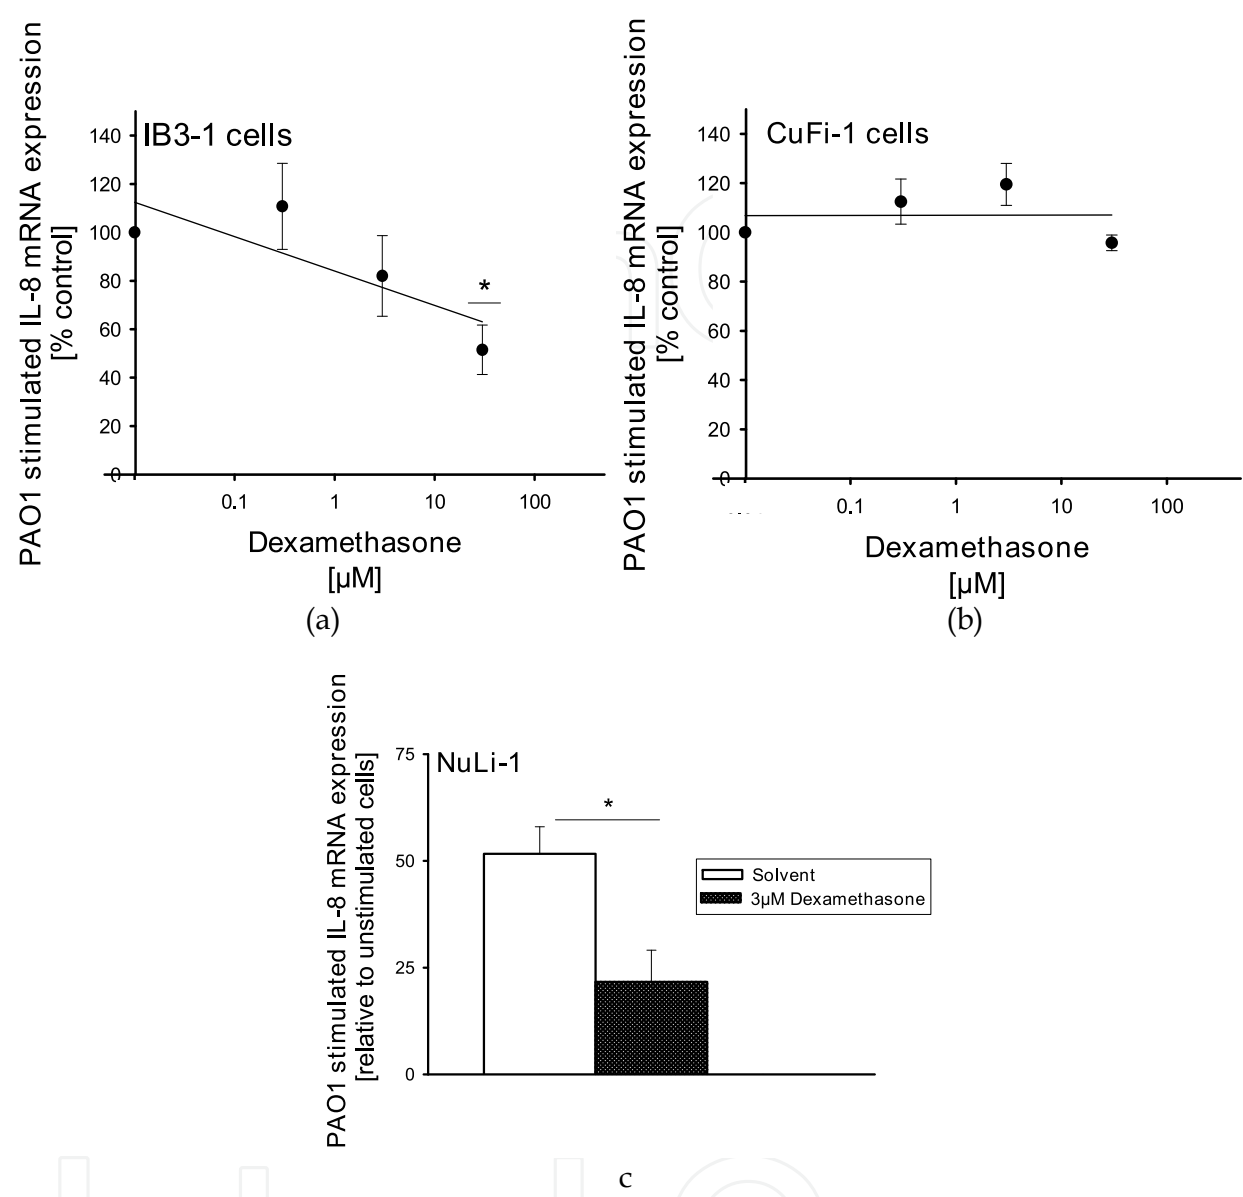 PAO1 stimulated IL-8 mRNA expression
[% control]
IB3-1 cells
140
120
100
80
60
40
20
0
*
0.1
1
10
100
Dexamethasone
[µM]
(a)
PAO1 stimulated IL-8 mRNA expression
[% control]
CuFi-1 cells
140
120
100
80
60
40
20
0
0.1
1
10
100
Dexamethasone
[µM]
(b)
PAO1 stimulated IL-8 mRNA expression
[relative to unstimulated cells]
NuLi-1
75
50
25
0
*
Solvent
3µM Dexamethasone
c